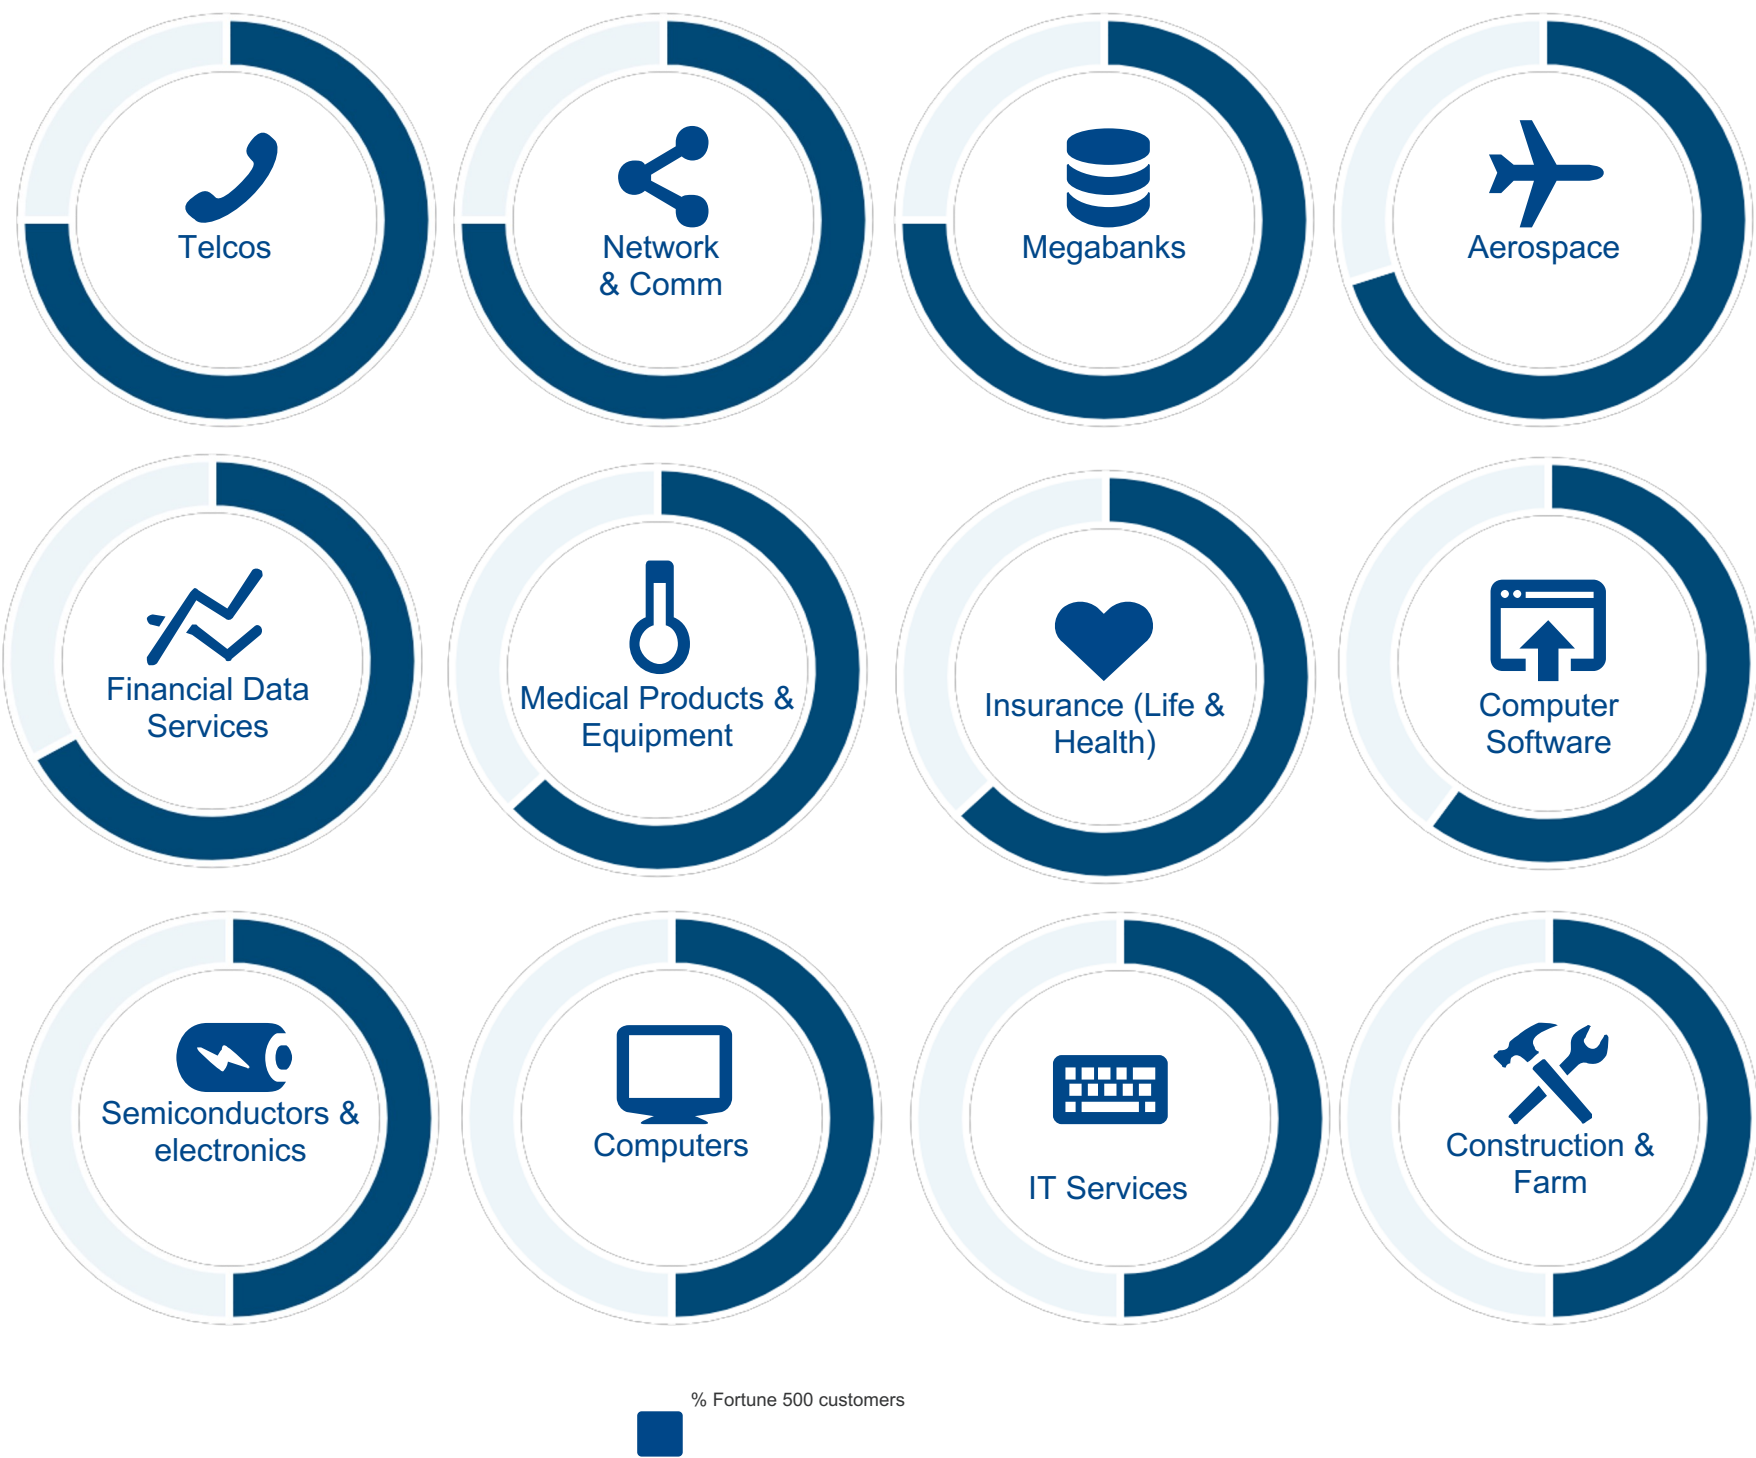 Telcos
Network
& Comm
Megabanks
Aerospace
Financial Data
Services
Medical Products &
Equipment
Insurance (Life &
Health)
Computer
Software
Semiconductors &
electronics
Computers
IT Services
Construction &
Farm
% Fortune 500 customers